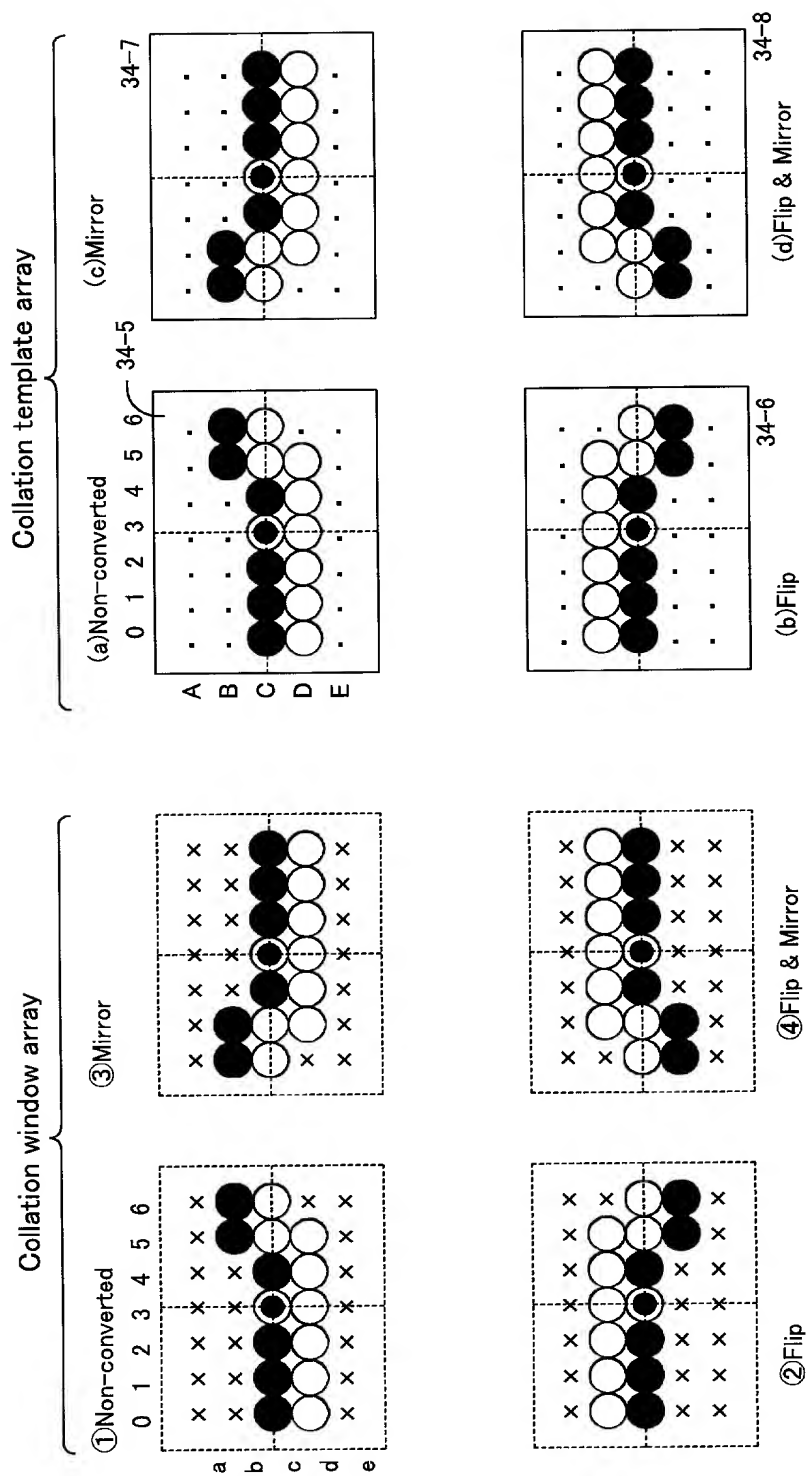 Collation window array
①Non-converted
0 1 2 3 4 5 6
a
b
c
d
e
③Mirror
②Flip
④Flip & Mirror
Collation template array
(a)Non-converted
34-5
0 1 2 3 4 5 6
A
B
C
D
E
(c)Mirror
34-7
(b)Flip
34-6
(d)Flip & Mirror
34-8